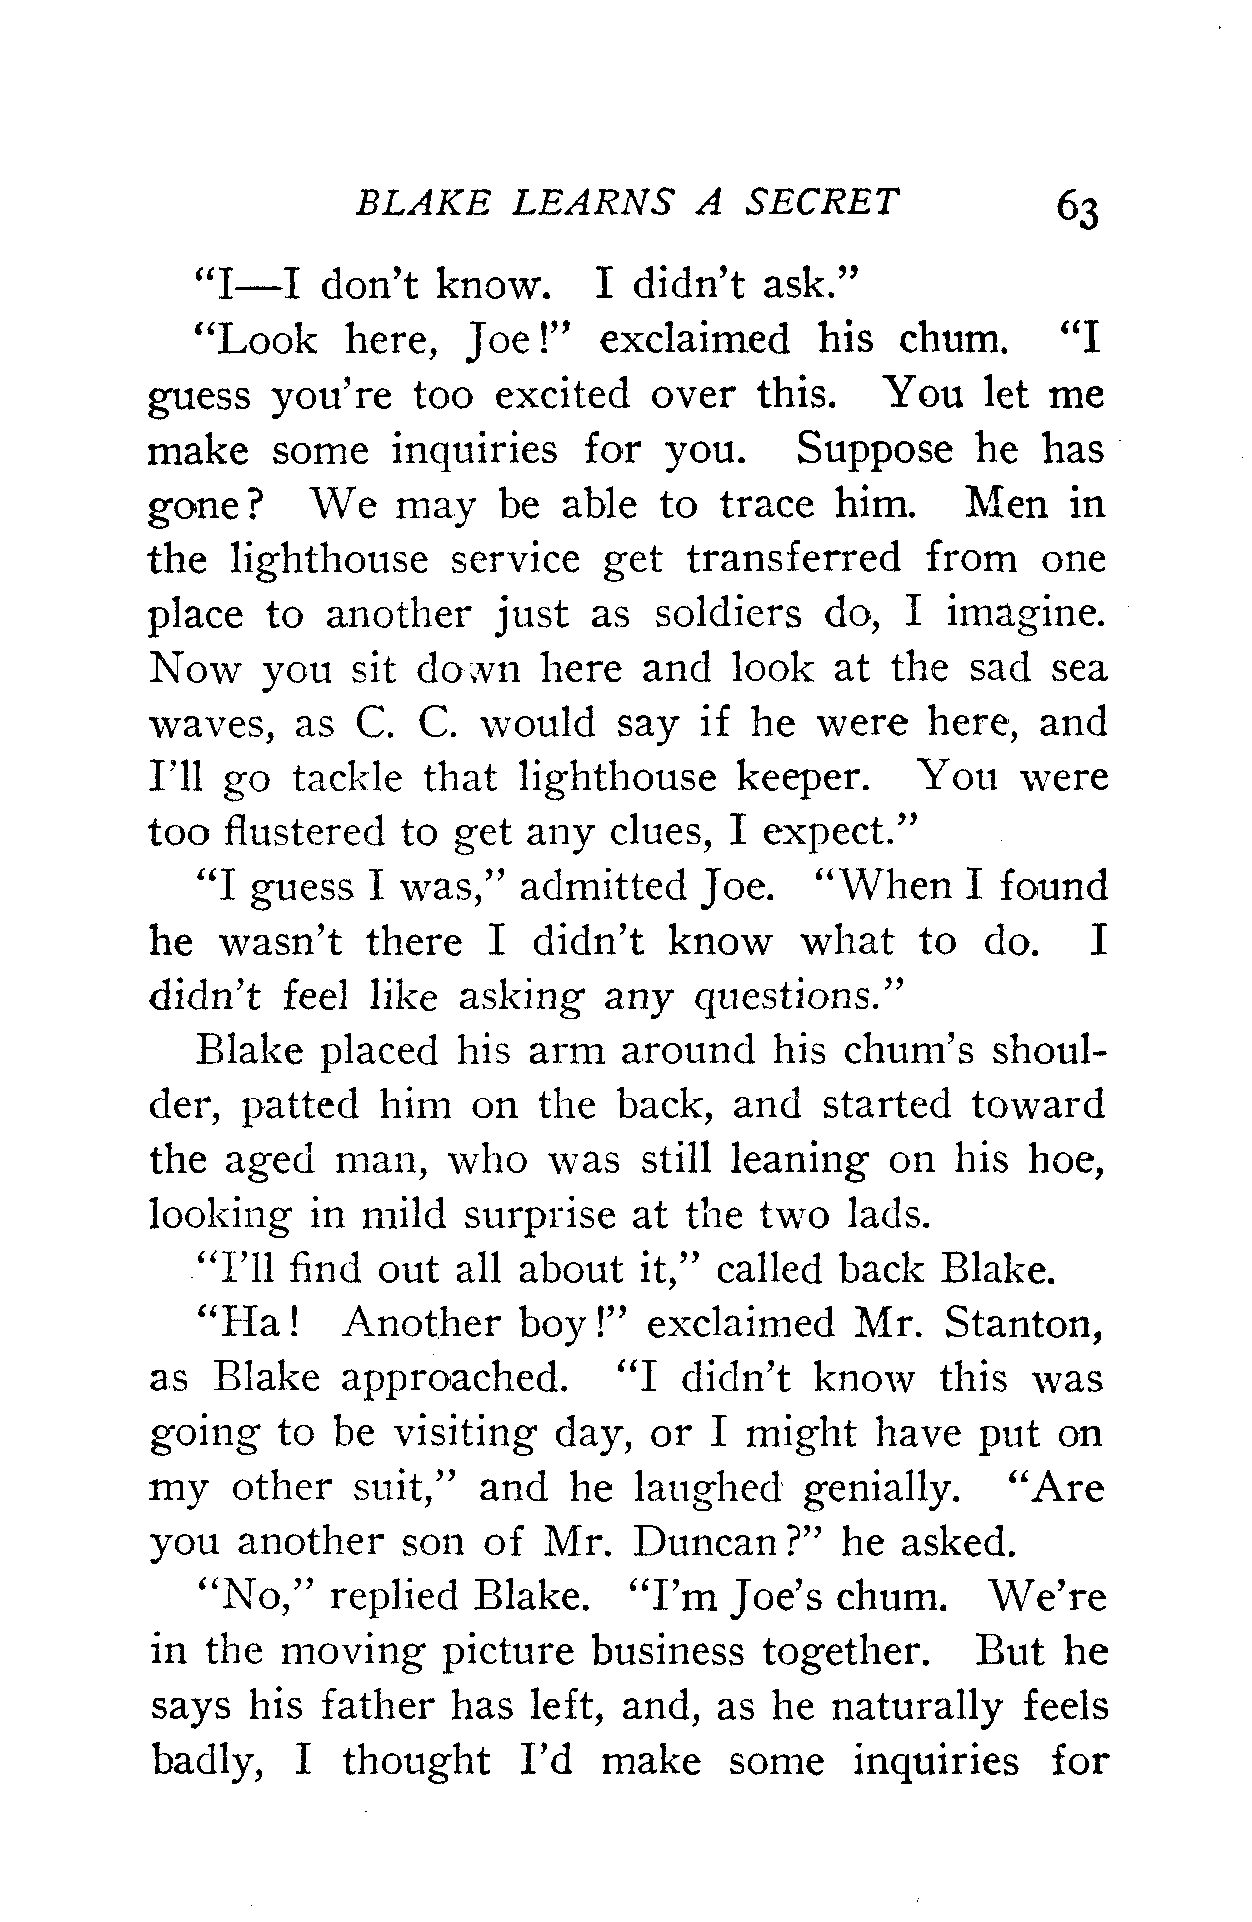 BLAKE LEARNS A SECRET 63
“I—I don’t know. I didn’t ask.”
“Look here, Joe!” exclaimed his chum. “I
guess you’re too excited over this. You let me
make some inquiries for you. Suppose he has
gone? We may be able to trace him. Men in
the lighthouse service get transferred from one
place to another just as soldiers do, I imagine.
Now you sit down here and look at the sad sea
waves, as C. C. would say if he were here, and
I’ll go tackle that lighthouse keeper. You were
too flustered to get any clues, I expect.”
“I guess I was,” admitted Joe. “When I found
he wasn’t there I didn’t know what to do. I
didn’t feel like asking any questions.”
Blake placed his arm around his chum’s shoul-
der, patted him on the back, and started toward
the aged man, who was still leaning on his hoe,
looking in mild surprise at the two lads.
“I’ll find out all about it,” called back Blake.
“Ha! Another boy!” exclaimed Mr. Stanton,
as Blake approached. “I didn’t know this was
going to be visiting day, or I might have put on
my other suit,” and he laughed genially. “Are
you another son of Mr. Duncan?” he asked.
“No,” replied Blake. “I’m Joe’s chum. We’re
in the moving picture business together. But he
says his father has left, and, as he naturally feels
badly, I thought I’d make some inquiries for